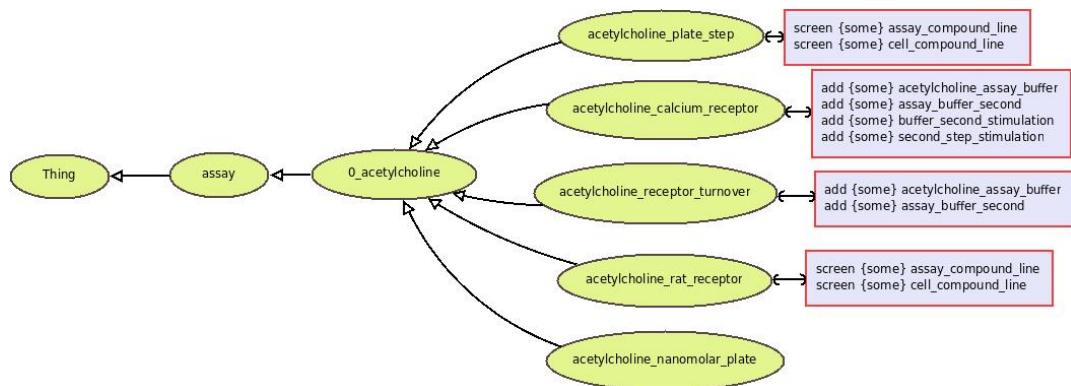 Thing
assay
0_acetylcholine
acetylcholine_plate_step
screen {some} assay_compound_line
screen {some} cell_compound_line
acetylcholine_calcium_receptor
add {some} acetylcholine_assay_buffer
add {some} assay_buffer_second
add {some} buffer_second_stimulation
add {some} second_step_stimulation
acetylcholine_receptor_turnover
add {some} acetylcholine_assay_buffer
add {some} assay_buffer_second
acetylcholine_rat_receptor
screen {some} assay_compound_line
screen {some} cell_compound_line
acetylcholine_nanomolar_plate